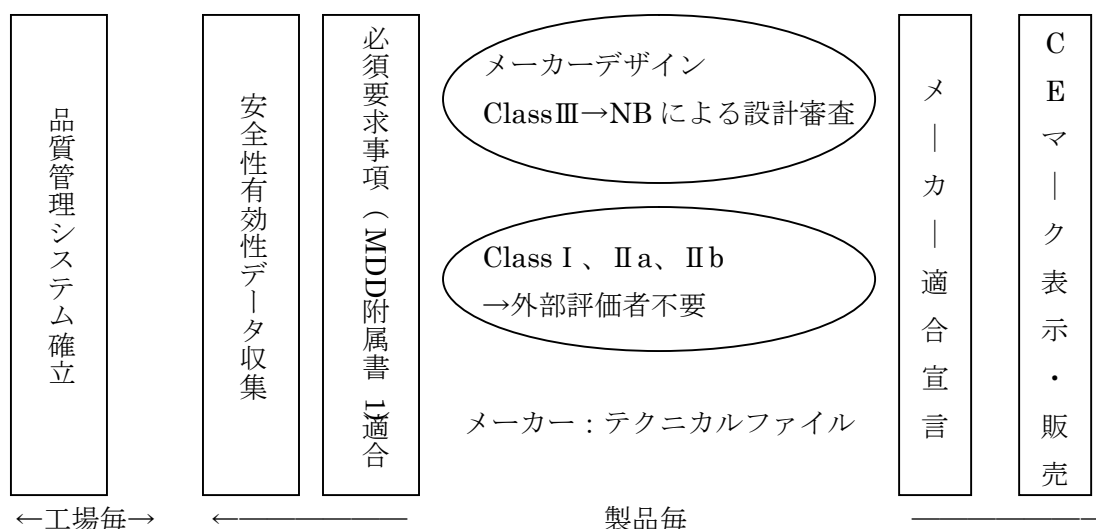 品質管理システム確立
安全性有効性データ収集
必須要求事項（MDD附属書1)適合
メーカーデザイン
ClassⅢ→NBによる設計審査
ClassⅠ、Ⅱa、Ⅱb
→外部評価者不要
メーカー：テクニカルファイル
メーカー適合宣言
CEマーク表示・販売
←工場毎→ ←――――――― 製品毎 ―――――――